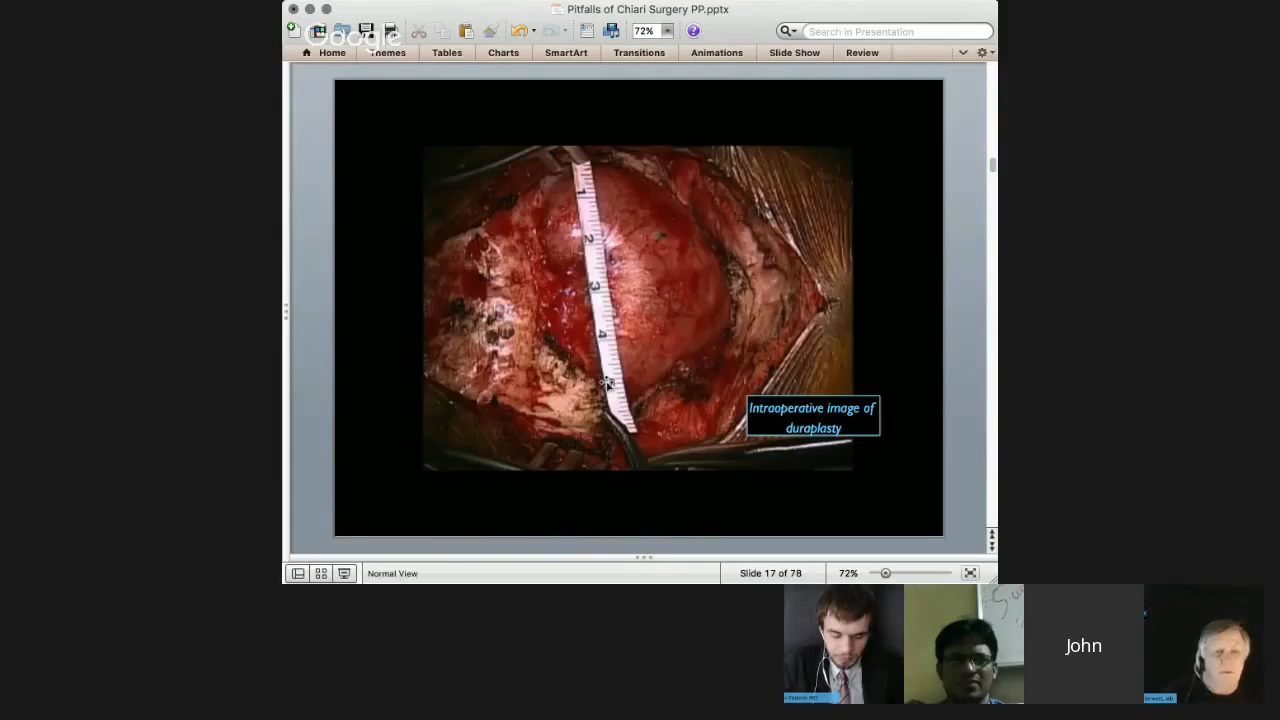 Pitfalls of Chiari Surgery PP.pptx
Google
72%
Search in Presentation
Home Themes Tables Charts SmartArt Transitions Animations Slide Show Review
1
2
3
4
Intraoperative image of
duraplasty
Normal View Slide 17 of 78 72%
John